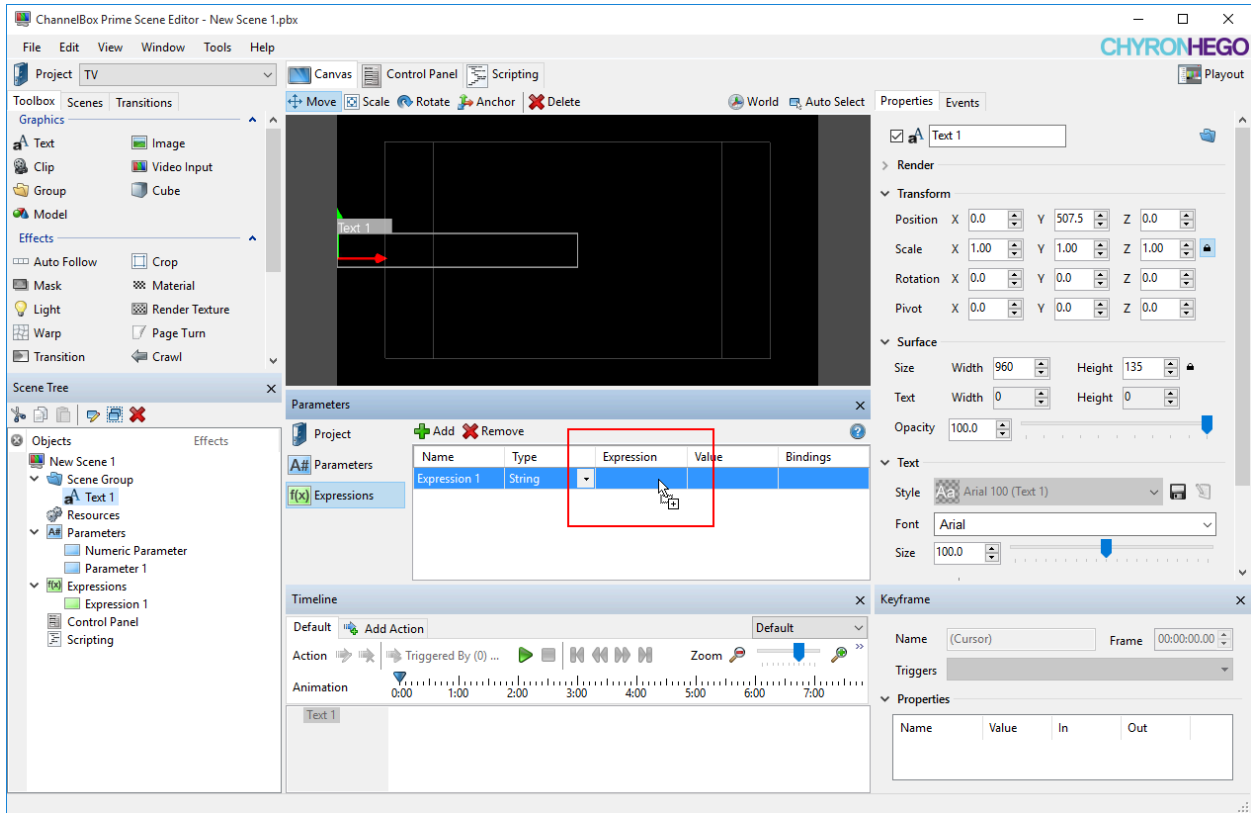 ChannelBox Prime Scene Editor - New Scene 1.pbx
File Edit View Window Tools Help
CHYRONHEGO
Project TV
Canvas Control Panel Scripting
Playout
Toolbox Scenes Transitions
Move Scale Rotate Anchor Delete World Auto Select
Properties Events
Graphics
Text Image
Clip Video Input
Group Cube
Model
Effects
Auto Follow Crop
Mask Material
Light Render Texture
Warp Page Turn
Transition Crawl
Text 1
Text 1
Render
Transform
Position X 0.0 Y 507.5 Z 0.0
Scale X 1.00 Y 1.00 Z 1.00
Rotation X 0.0 Y 0.0 Z 0.0
Pivot X 0.0 Y 0.0 Z 0.0
Surface
Size Width 960 Height 135
Text Width 0 Height 0
Opacity 100.0
Text
Style Aa Arial 100 (Text 1)
Font Arial
Size 100.0
Scene Tree
Objects Effects
New Scene 1
Scene Group
Text 1
Resources
A# Parameters
Numeric Parameter
Parameter 1
f(x) Expressions
Expression 1
Control Panel
Scripting
Parameters
Project
A# Parameters
f(x) Expressions
Add Remove
Name Type Expression Value Bindings
Expression 1 String
Timeline
Default Add Action Default
Action Triggered By (0) ... Zoom
Animation 0:00 1:00 2:00 3:00 4:00 5:00 6:00 7:00
Text 1
Keyframe
Name (Cursor) Frame 00:00:00.00
Triggers
Properties
Name Value In Out